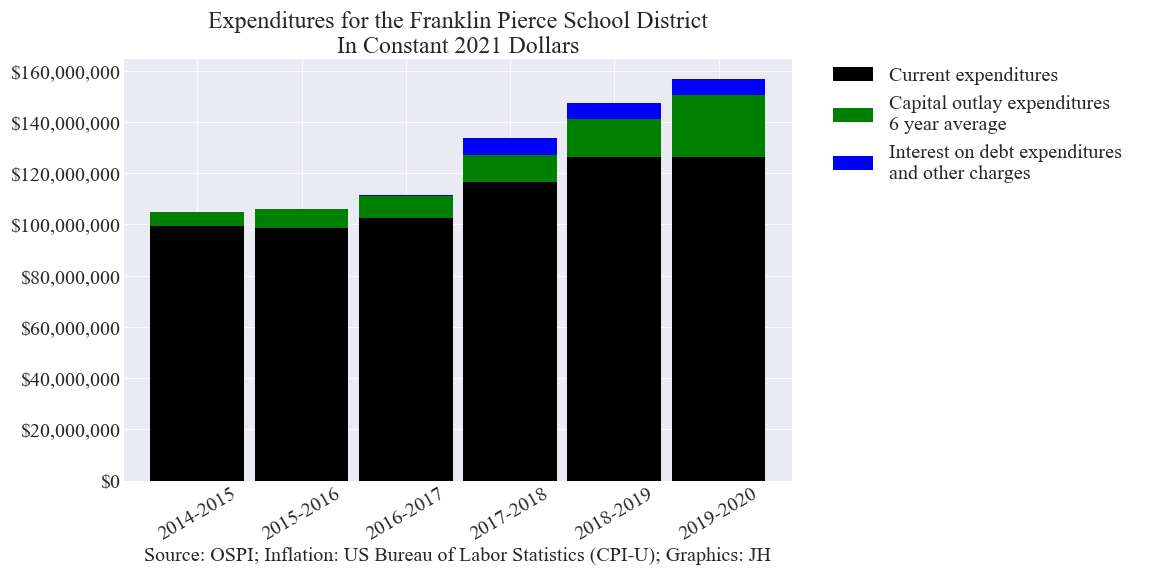 Expenditures for the Franklin Pierce School District
In Constant 2021 Dollars
$160,000,000
$140,000,000
$120,000,000
$100,000,000
$80,000,000
$60,000,000
$40,000,000
$20,000,000
$0
2014-2015
2015-2016
2016-2017
2017-2018
2018-2019
2019-2020
Source: OSPI; Inflation: US Bureau of Labor Statistics (CPI-U); Graphics: JH
Current expenditures
Capital outlay expenditures
6 year average
Interest on debt expenditures
and other charges